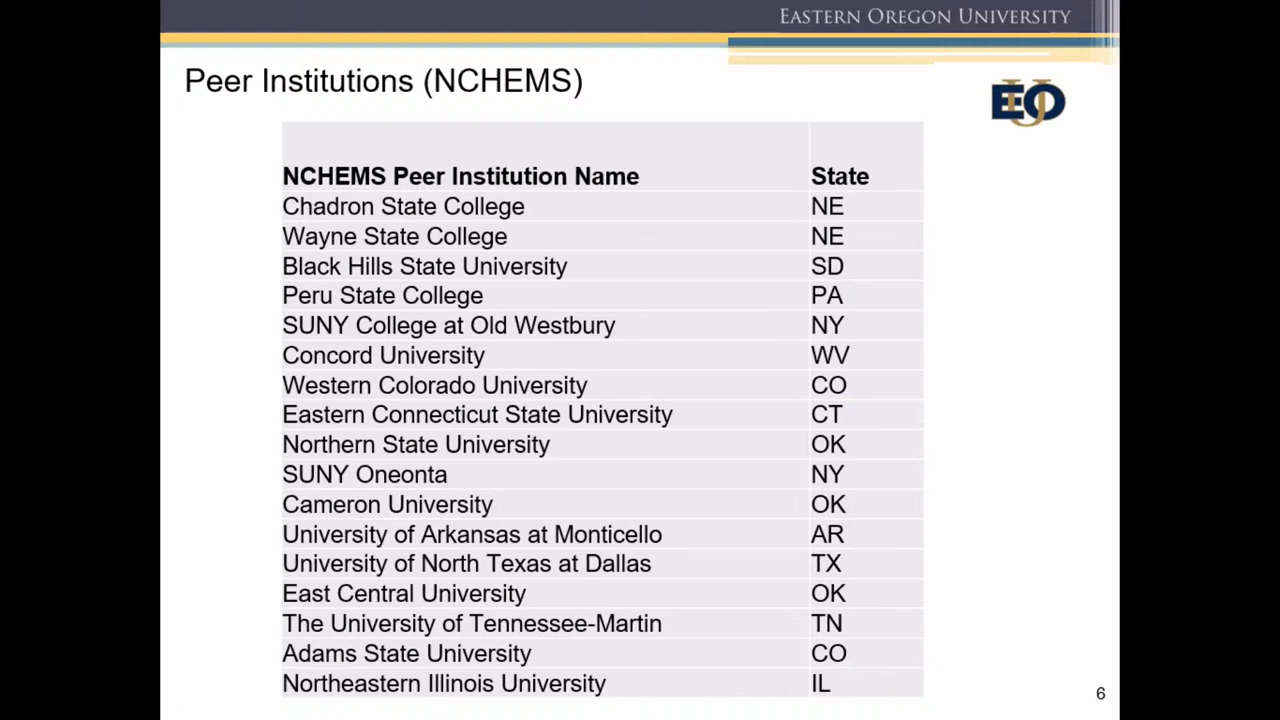 EASTERN OREGON UNIVERSITY
Peer Institutions (NCHEMS)
EOU
NCHEMS Peer Institution Name State
Chadron State College NE
Wayne State College NE
Black Hills State University SD
Peru State College PA
SUNY College at Old Westbury NY
Concord University WV
Western Colorado University CO
Eastern Connecticut State University CT
Northern State University OK
SUNY Oneonta NY
Cameron University OK
University of Arkansas at Monticello AR
University of North Texas at Dallas TX
East Central University OK
The University of Tennessee-Martin TN
Adams State University CO
Northeastern Illinois University IL
6